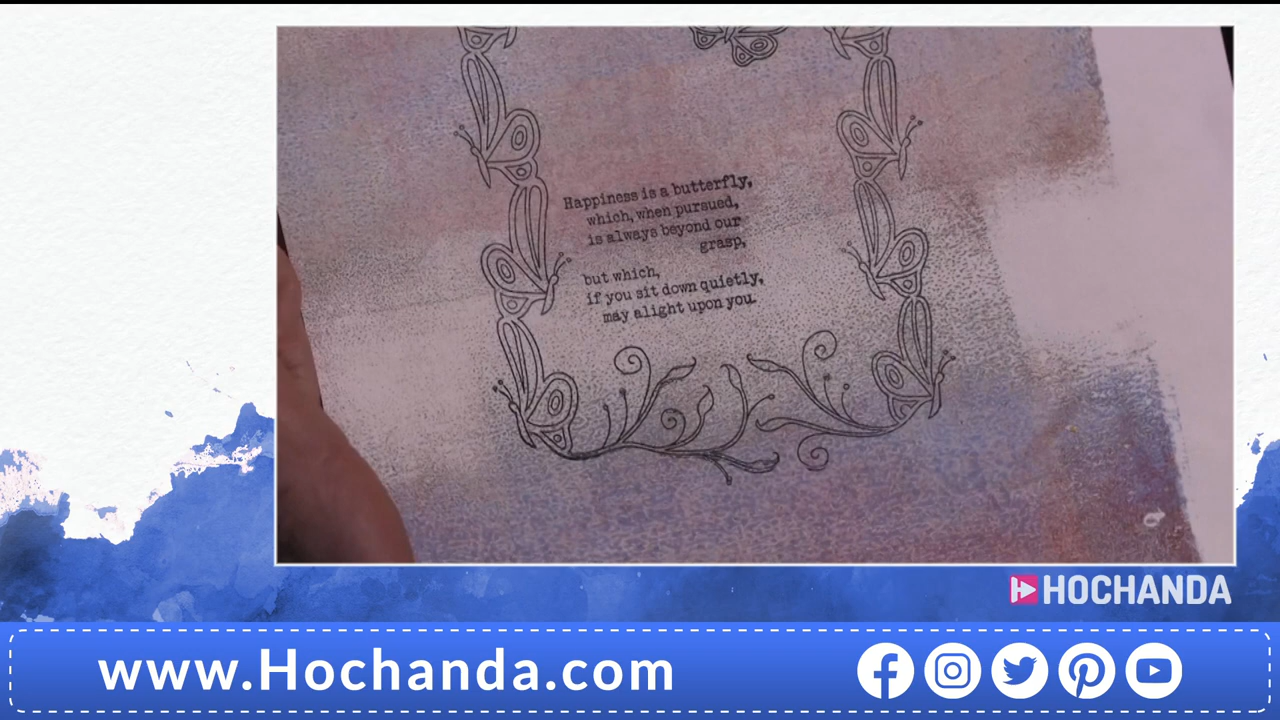 Happiness is a butterfly,
which, when pursued,
is always beyond our
grasp,
but which,
if you sit down quietly,
may alight upon you.
HOCHANDA
www.Hochanda.com